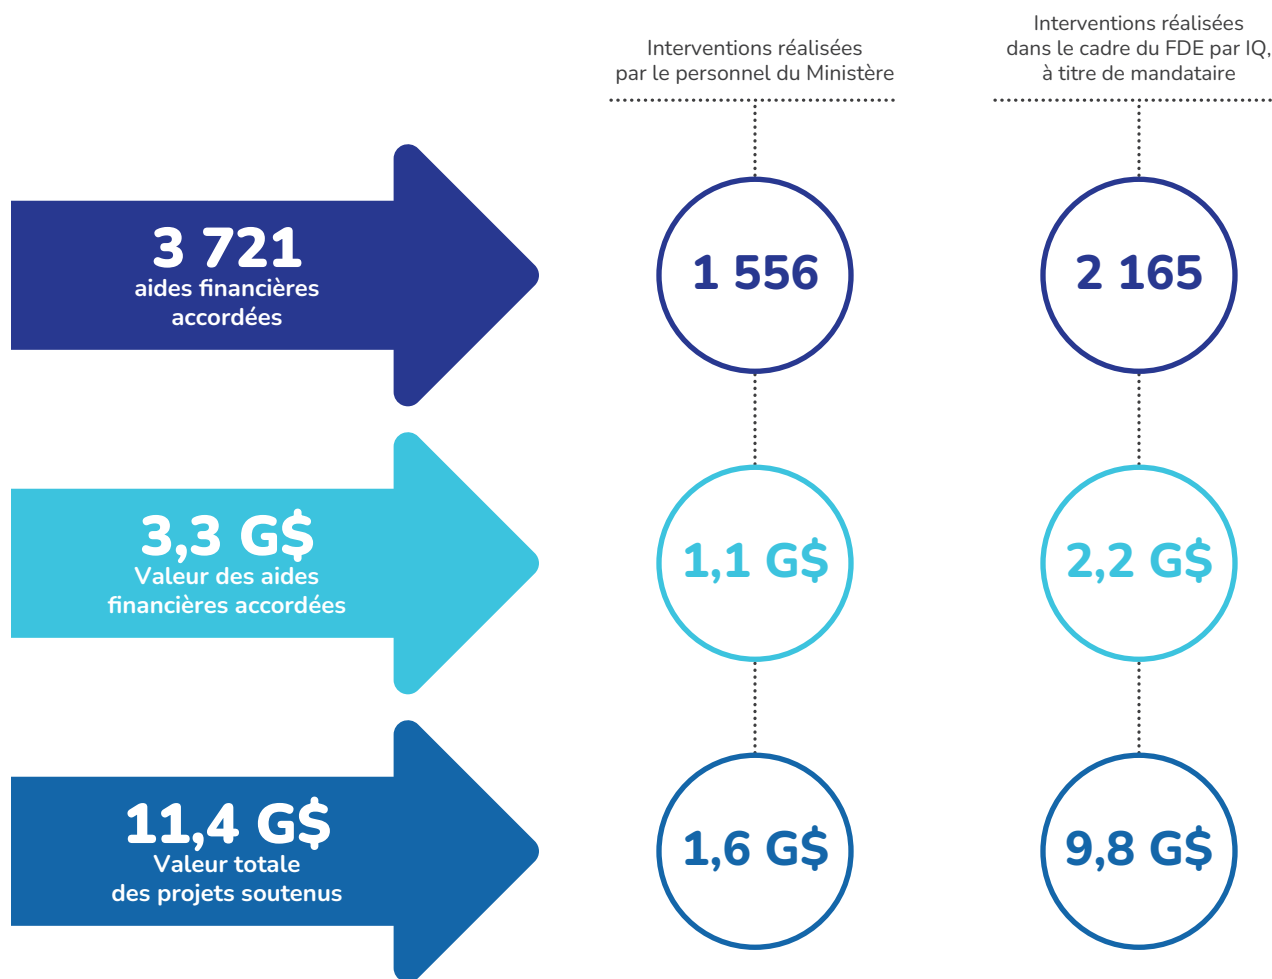 Interventions réalisées
par le personnel du Ministère
Interventions réalisées
dans le cadre du FDE par IQ,
à titre de mandataire
3 721
aides financières
accordées
1 556
2 165
3,3 G$
Valeur des aides
financières accordées
1,1 G$
2,2 G$
11,4 G$
Valeur totale
des projets soutenus
1,6 G$
9,8 G$